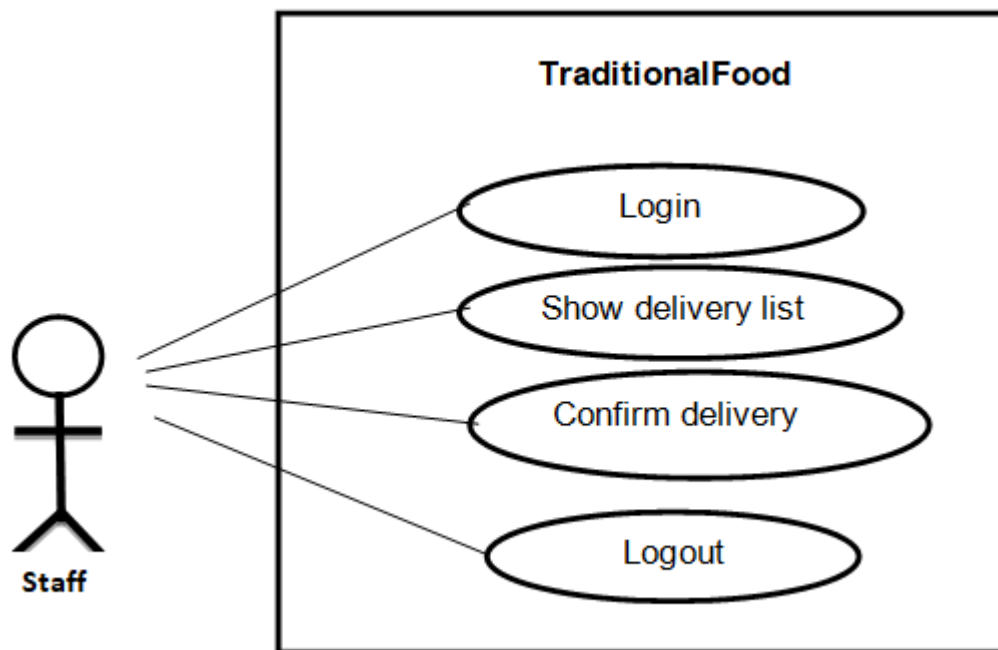 TraditionalFood
Login
Show delivery list
Confirm delivery
Logout
Staff